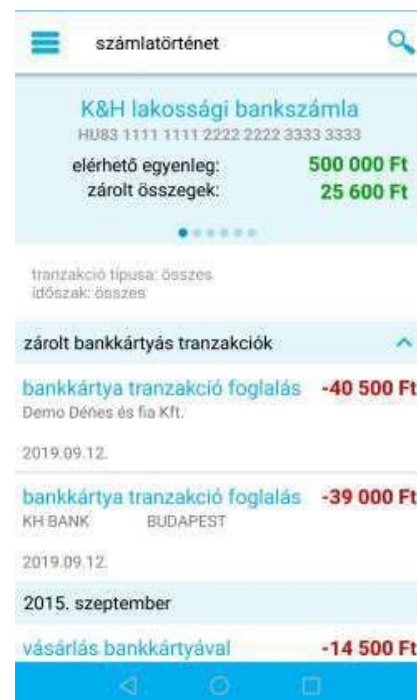 számlatörténet
K&H lakossági bankszámla
HU83 1111 1111 2222 2222 3333 3333
elérhető egyenleg: 500 000 Ft
zárolt összegek: 25 600 Ft
tranzakció típusa: összes
időszak: összes
zárolt bankkártyás tranzakciók
bankkártya tranzakció foglalás -40 500 Ft
Demo Dénes és fia Kft.
2019.09.12.
bankkártya tranzakció foglalás -39 000 Ft
KH BANK BUDAPEST
2019.09.12.
2015. szeptember
vásárlás bankkártyával -14 500 Ft